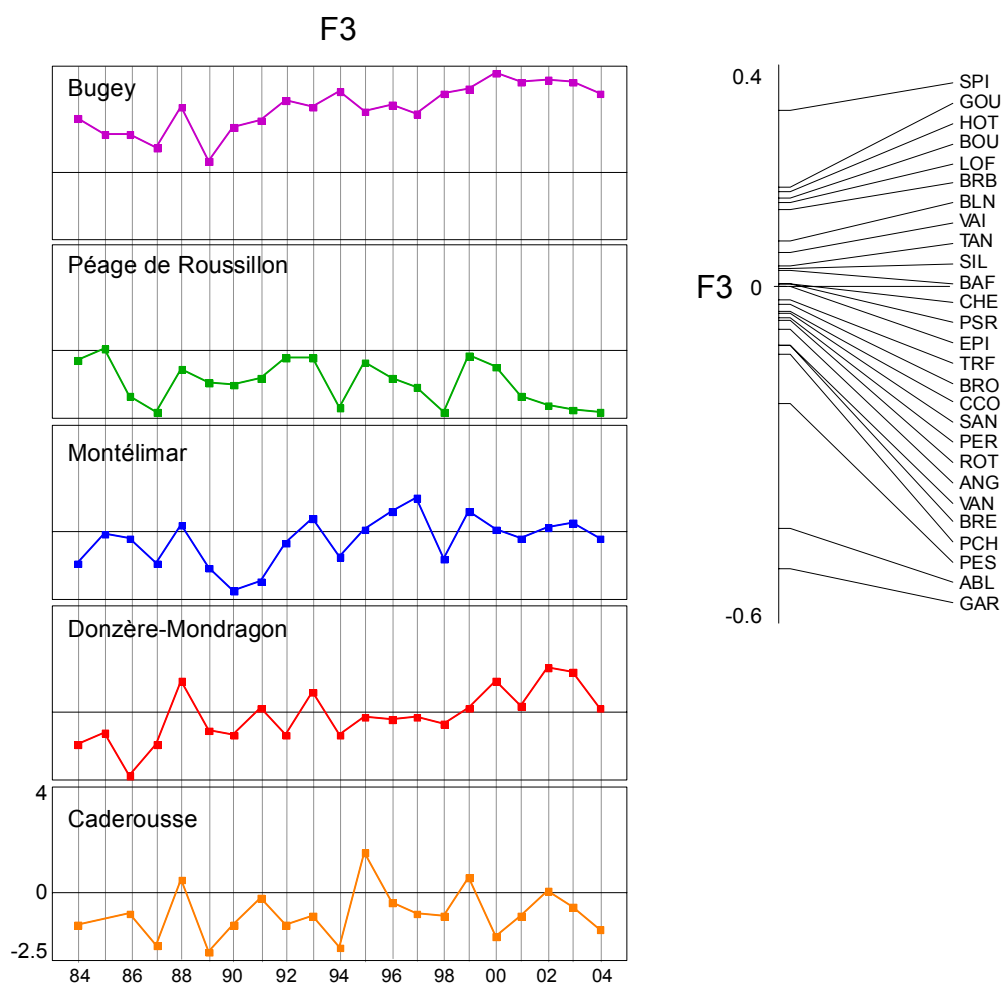 F3
Bugey
Péage de Roussillon
Montélimar
Donzère-Mondragon
4
Caderousse
0
-2.5
84 86 88 90 92 94 96 98 00 02 04
0.4
F3 0
-0.6
SPI
GOU
HOT
BOU
LOF
BRB
BLN
VAI
TAN
SIL
BAF
CHE
PSR
EPI
TRF
BRO
CCO
SAN
PER
ROT
ANG
VAN
BRE
PCH
PES
ABL
GAR